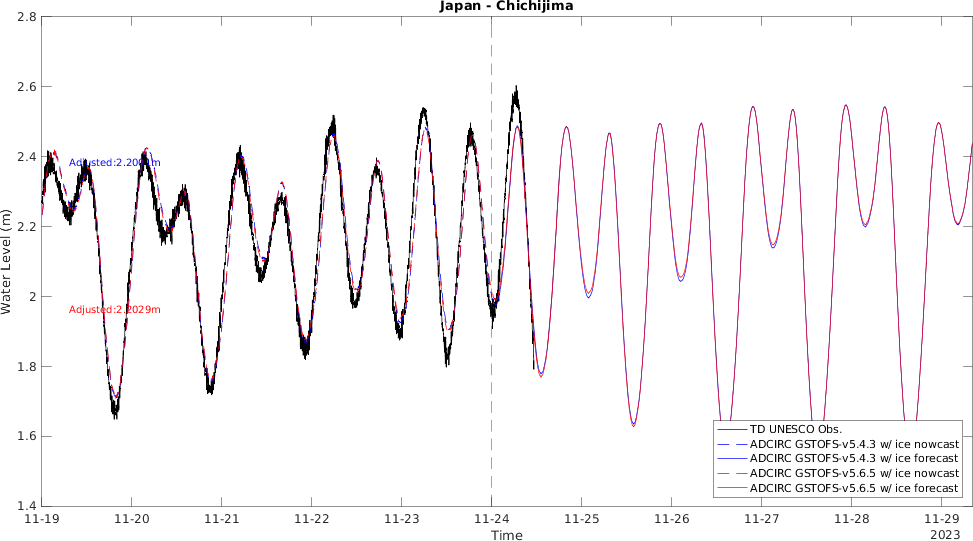 Japan - Chichijima
2.8
2.6
2.4
2.2
2
1.8
1.6
1.4
Water Level (m)
Adjusted:2.2009m
Adjusted:2.2029m
TD UNESCO Obs.
ADCIRC GSTOFS-v5.4.3 w/ ice nowcast
ADCIRC GSTOFS-v5.4.3 w/ ice forecast
ADCIRC GSTOFS-v5.6.5 w/ ice nowcast
ADCIRC GSTOFS-v5.6.5 w/ ice forecast
11-19 11-20 11-21 11-22 11-23 11-24 11-25 11-26 11-27 11-28 11-29
Time
2023